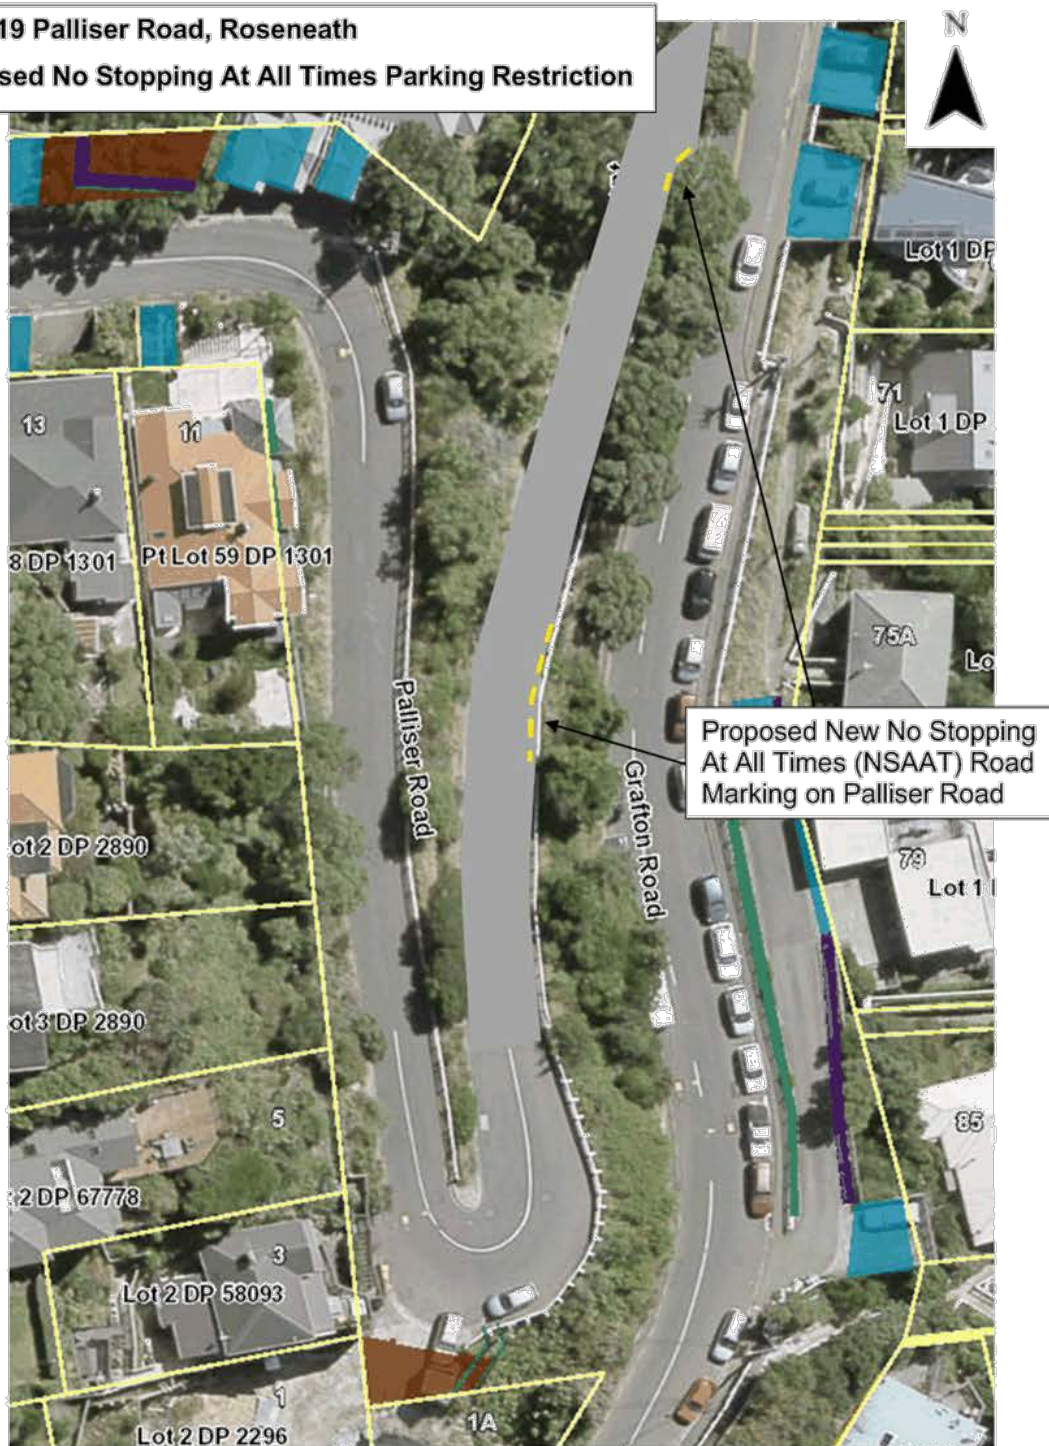 19 Palliser Road, Roseneath
sed No Stopping At All Times Parking Restriction
N
Lot 1 DP
71
Lot 1 DP
13
11
8 DP 1301
Pt Lot 59 DP 1301
75A
Lo
Palliser Road
Proposed New No Stopping
At All Times (NSAAT) Road
Marking on Palliser Road
Grafton Road
ot 2 DP 2890
79
Lot 1
ot 3 DP 2890
5
85
2 DP 67778
3
Lot 2 DP 58093
1
1A
Lot 2 DP 2296